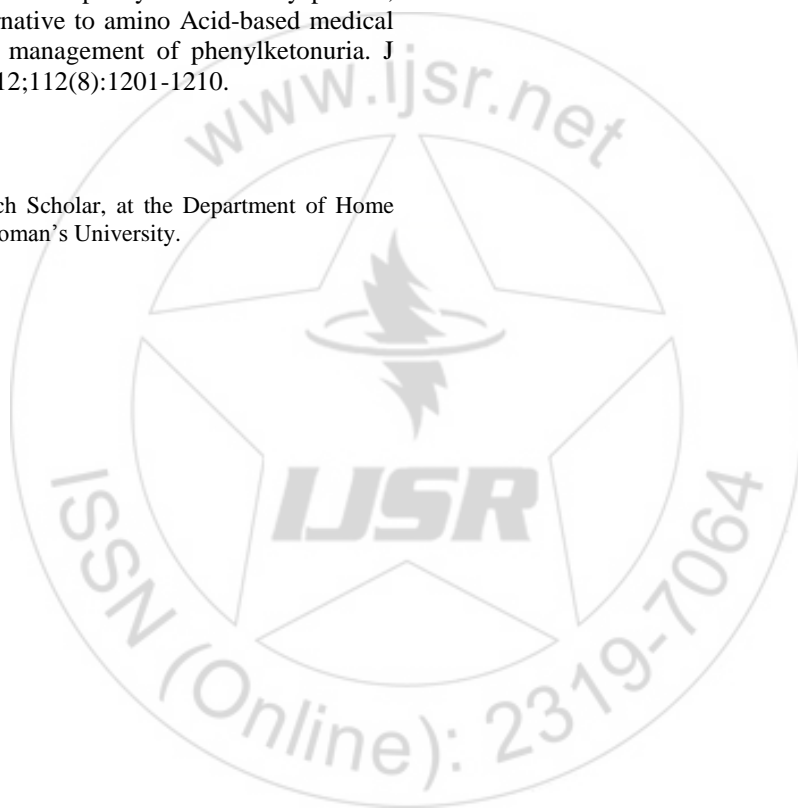 ernative to amino Acid-based medical
management of phenylketonuria. J
12;112(8):1201-1210.
ch Scholar, at the Department of Home
oman's University.
www.ijsr.net
IJSR
ISSN (Online): 2319-7064